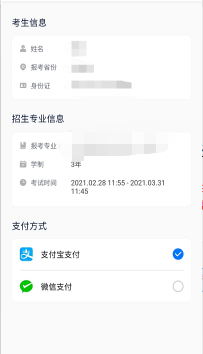 考生信息
姓名
报考省份
身份证
招生专业信息
报考专业:
学制 3年
考试时间 2021.02.28 11:55 - 2021.03.31
11:45
支付方式
支付宝支付
微信支付